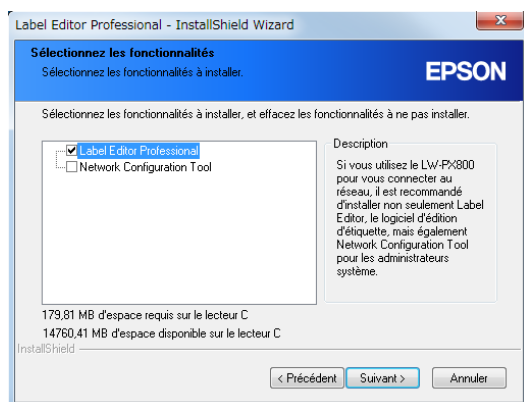 Label Editor Professional - InstallShield Wizard
Sélectionnez les fonctionnalités
Sélectionnez les fonctionnalités à installer.
EPSON
Sélectionnez les fonctionnalités à installer, et effacez les fonctionnalités à ne pas installer.
Label Editor Professional
Network Configuration Tool
Description
Si vous utilisez le LW-PX800
pour vous connecter au
réseau, il est recommandé
d'installer non seulement Label
Editor, le logiciel d'édition
d'étiquette, mais également
Network Configuration Tool
pour les administrateurs
système.
179,81 MB d'espace requis sur le lecteur C
14760,41 MB d'espace disponible sur le lecteur C
InstallShield
< Précédent
Suivant >
Annuler